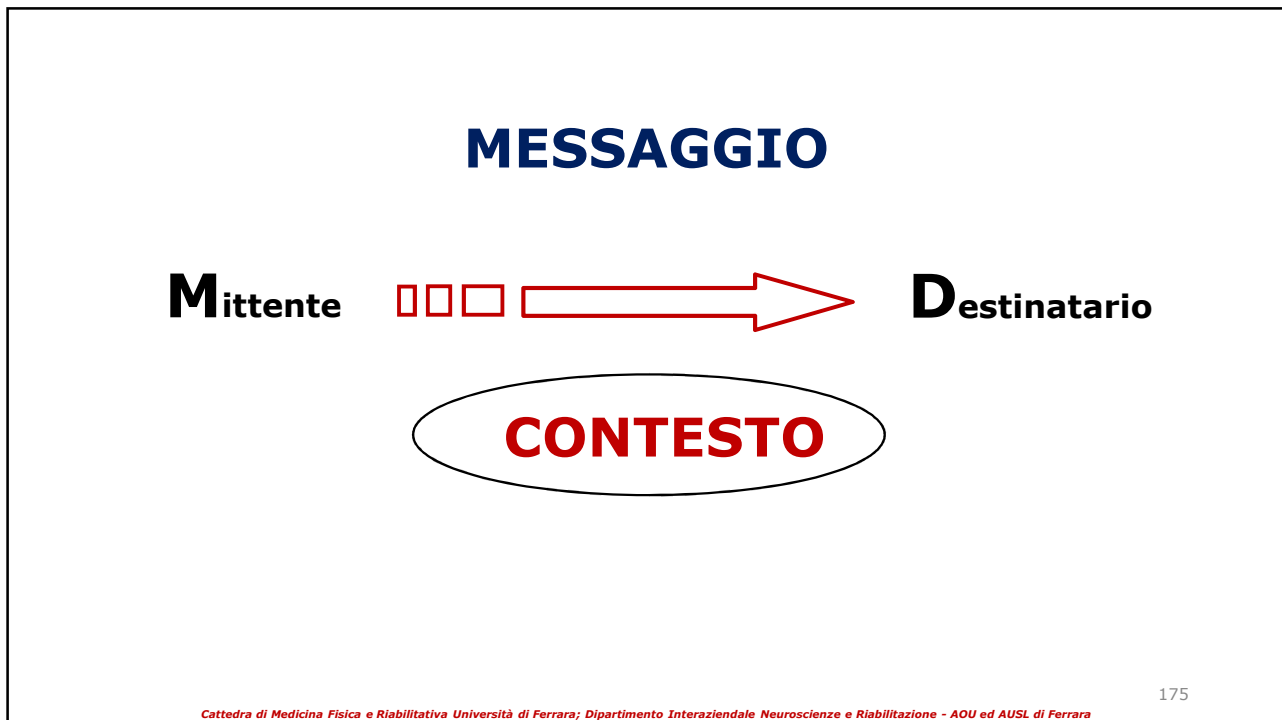 MESSAGGIO
Mittente Destinatario
CONTESTO
175
Cattedra di Medicina Fisica e Riabilitativa Università di Ferrara; Dipartimento Interaziendale Neuroscienze e Riabilitazione - AOU ed AUSL di Ferrara